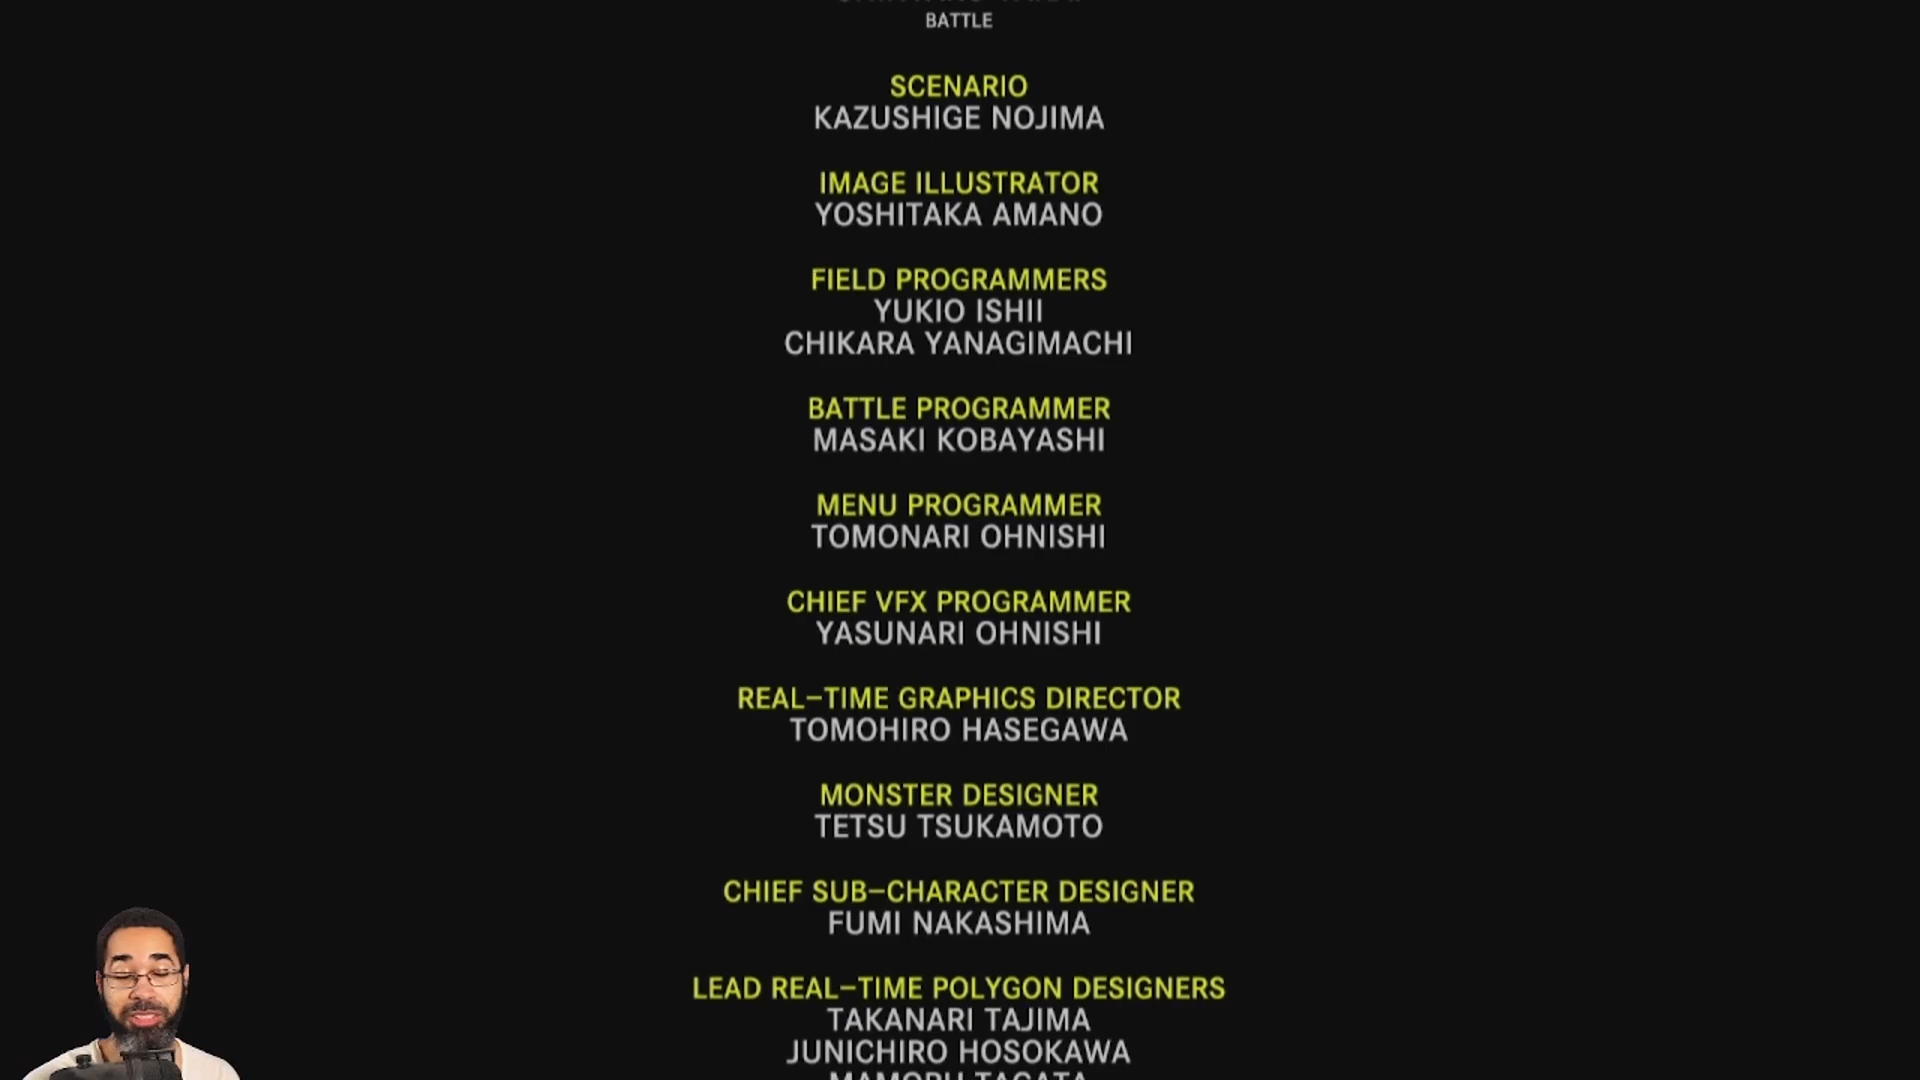 BATTLE
SCENARIO
KAZUSHIGE NOJIMA
IMAGE ILLUSTRATOR
YOSHITAKA AMANO
FIELD PROGRAMMERS
YUKIO ISHII
CHIKARA YANAGIMACHI
BATTLE PROGRAMMER
MASAKI KOBAYASHI
MENU PROGRAMMER
TOMONARI OHNISHI
CHIEF VFX PROGRAMMER
YASUNARI OHNISHI
REAL-TIME GRAPHICS DIRECTOR
TOMOHIRO HASEGAWA
MONSTER DESIGNER
TETSU TSUKAMOTO
CHIEF SUB-CHARACTER DESIGNER
FUMI NAKASHIMA
LEAD REAL-TIME POLYGON DESIGNERS
TAKANARI TAJIMA
JUNICHIRO HOSOKAWA